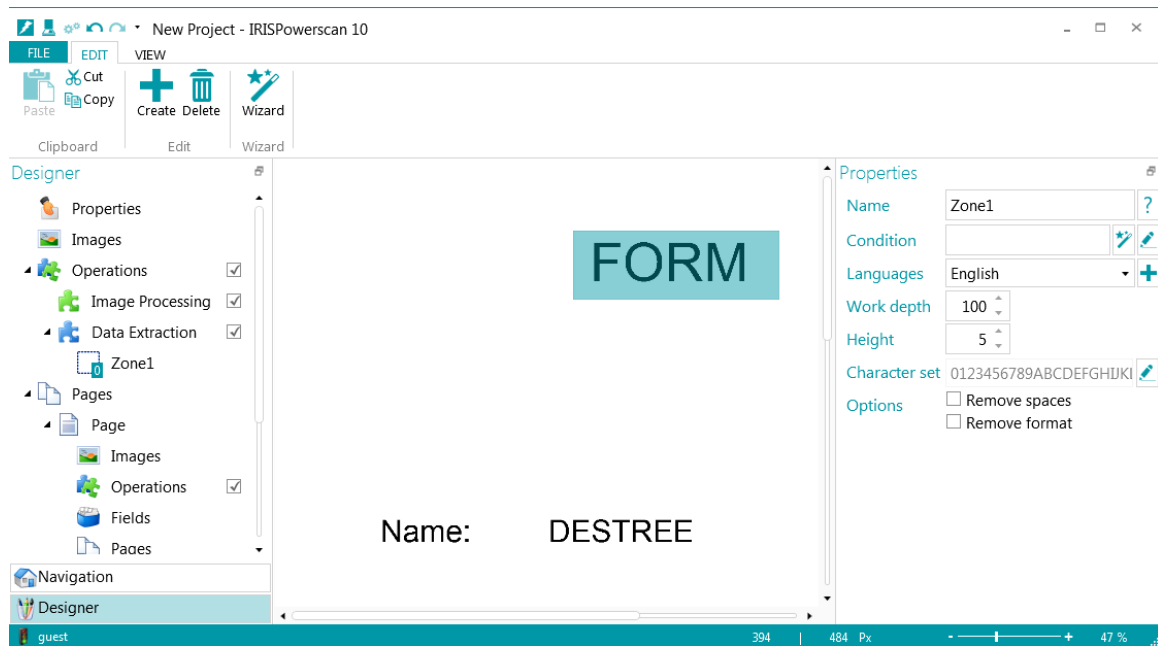 New Project - IRISPowerscan 10
FILE EDIT VIEW
Paste
Cut
Copy
Create Delete
Wizard
Clipboard
Edit
Wizard
Designer
Properties
Images
Operations
Image Processing
Data Extraction
0
Zone1
Pages
Page
Images
Operations
Fields
Pages
Navigation
Designer
FORM
Name: DESTREE
Properties
Name Zone1 ?
Condition
Languages English
Work depth 100
Height 5
Character set 0123456789ABCDEFGHIJKL
Options Remove spaces
Remove format
guest 394 | 484 Px - + 47 %